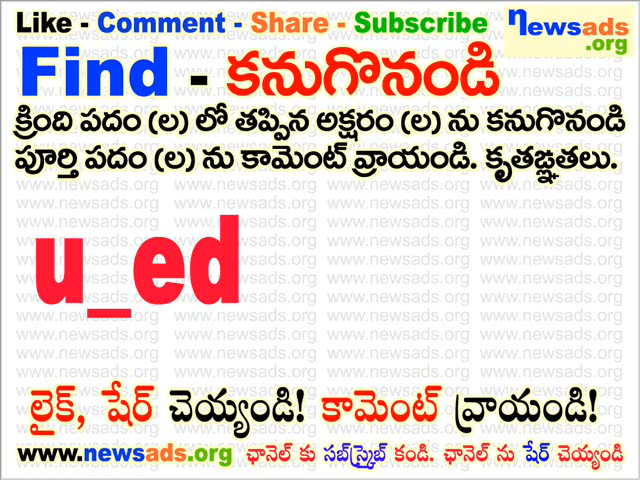 Like - Comment - Share - Subscribe
newsads
.org
Find - కనుగొనండి
క్రింది పదం (ల) లో తప్పిన అక్షరం (ల) ను కనుగొనండి
పూర్తి పదం (ల) ను కామెంట్ వ్రాయండి. కృతఙ్ఞతలు.
u_ed
లైక్, షేర్ చెయ్యండి! కామెంట్ వ్రాయండి!
www.newsads.org ఛానెల్ కు సబ్‌స్క్రైబ్ కండి. ఛానెల్ ను షేర్ చెయ్యండి